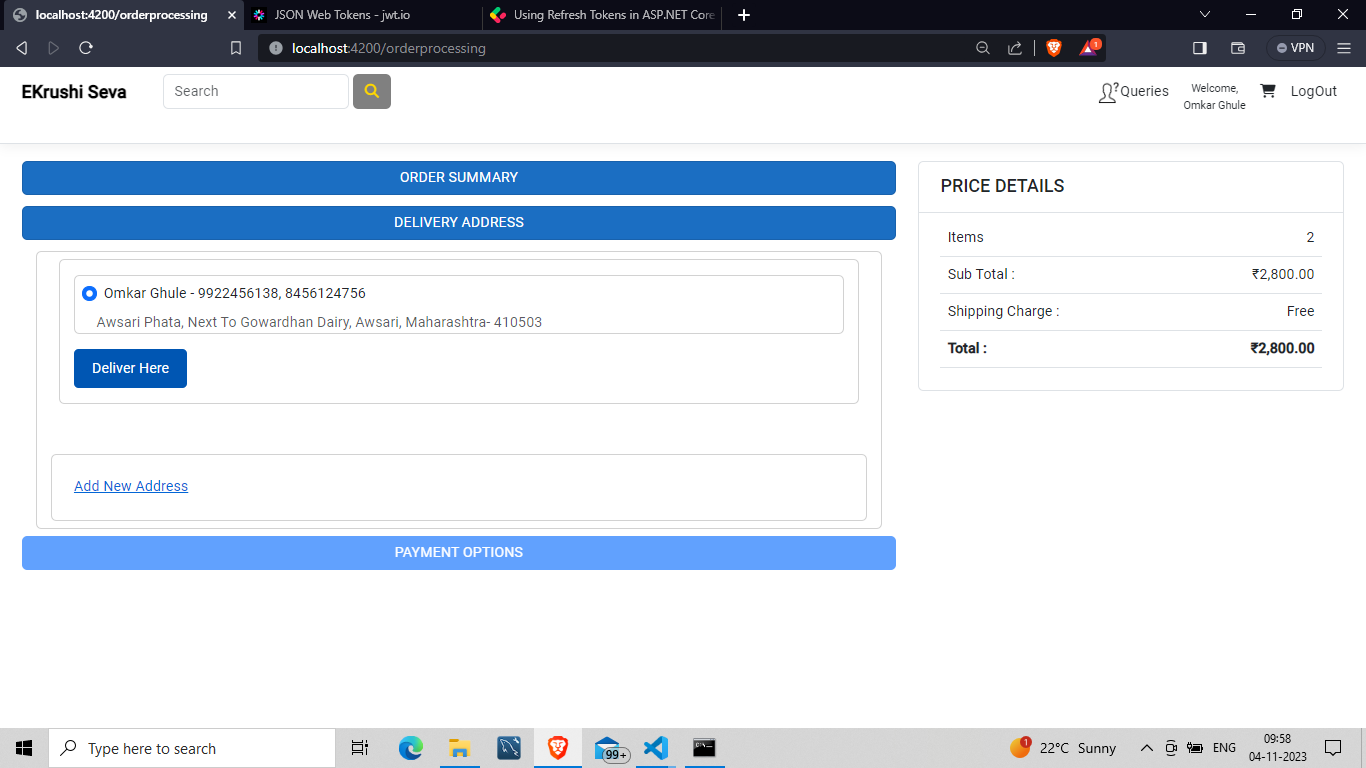 localhost:4200/orderprocessing
JSON Web Tokens - jwt.io
Using Refresh Tokens in ASP.NET Core
localhost:4200/orderprocessing
1
VPN
EKrushi Seva
Search
Queries
Welcome,
Omkar Ghule
LogOut
ORDER SUMMARY
DELIVERY ADDRESS
Omkar Ghule - 9922456138, 8456124756
Awsari Phata, Next To Gowardhan Dairy, Awsari, Maharashtra- 410503
Deliver Here
Add New Address
PAYMENT OPTIONS
PRICE DETAILS
Items 2
Sub Total : ₹2,800.00
Shipping Charge : Free
Total : ₹2,800.00
Type here to search
99+
1
22°C Sunny
ENG
09:58
04-11-2023